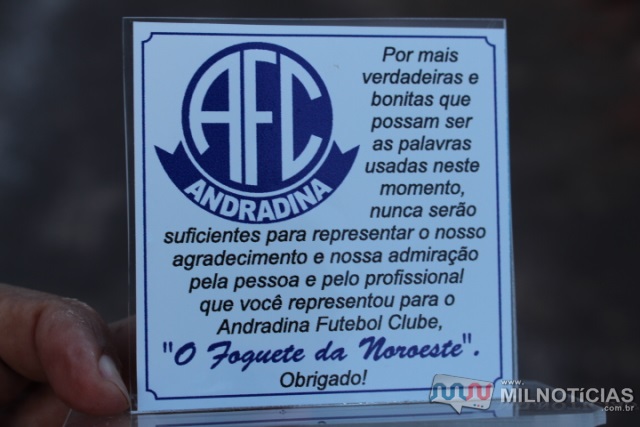 AFC
ANDRADINA
Por mais
verdadeiras e
bonitas que
possam ser
as palavras
usadas neste
momento,
nunca serão
suficientes para representar o nosso
agradecimento e nossa admiração
pela pessoa e pelo profissional
que você representou para o
Andradina Futebol Clube,
"O Foguete da Noroeste".
Obrigado!
www.
MILNOTíCIAS
.com.br